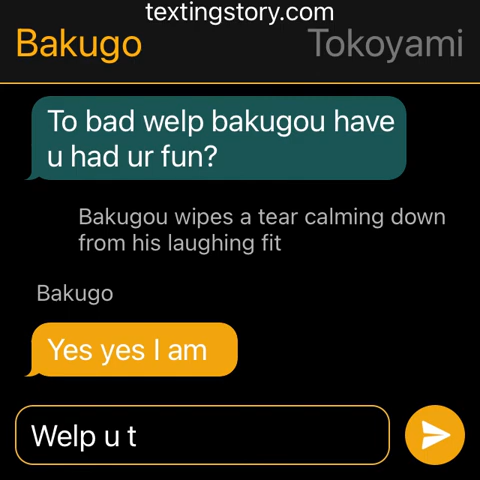 textingstory.com
Bakugo Tokoyami
To bad welp bakugou have
u had ur fun?
Bakugou wipes a tear calming down
from his laughing fit
Bakugo
Yes yes I am
Welp u t